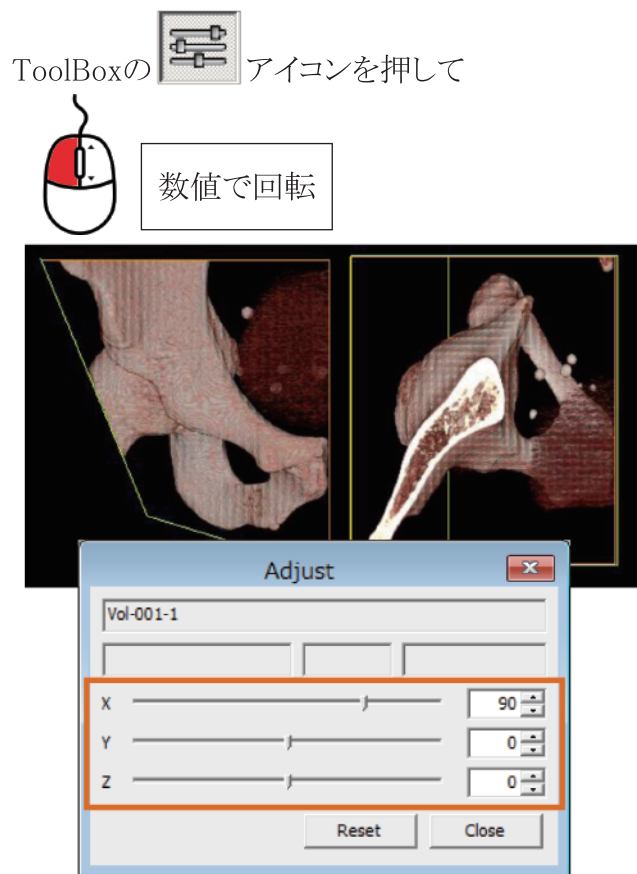 ToolBoxの アイコンを押して
数値で回転
Adjust
Vol-001-1
X 90
Y 0
Z 0
Reset Close